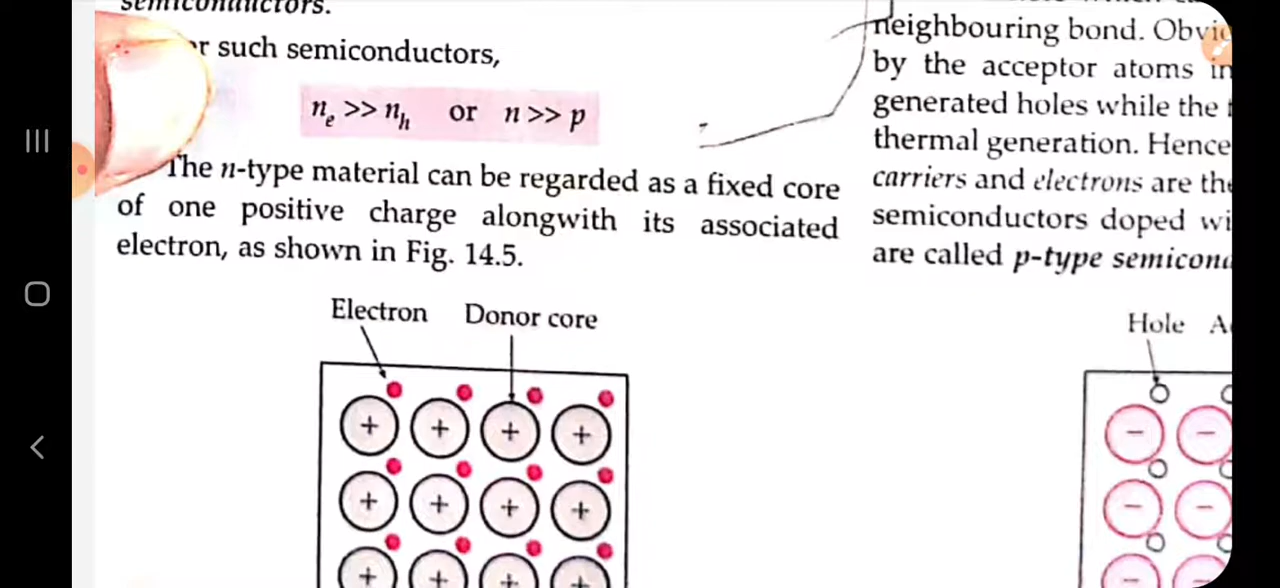 semiconductors.
r such semiconductors,
nₑ >> nₕ or n >> p
The n-type material can be regarded as a fixed core
of one positive charge alongwith its associated
electron, as shown in Fig. 14.5.
Electron Donor core
+ + + +
+ + + +
+ + + +
neighbouring bond. Obvi
by the acceptor atoms in
generated holes while the
thermal generation. Hence
carriers and electrons are the
semiconductors doped wi
are called p-type semicon
Hole A
− −
− −